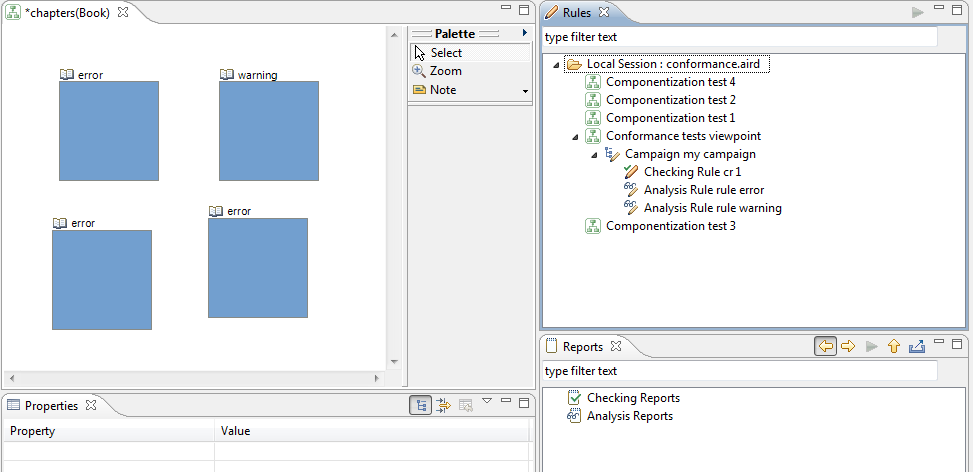 *chapters(Book)
error
warning
error
error
Palette
Select
Zoom
Note
Properties
Property Value
Rules
type filter text
Local Session : conformance.aird
Componentization test 4
Componentization test 2
Componentization test 1
Conformance tests viewpoint
Campaign my campaign
Checking Rule cr 1
Analysis Rule rule error
Analysis Rule rule warning
Componentization test 3
Reports
type filter text
Checking Reports
Analysis Reports